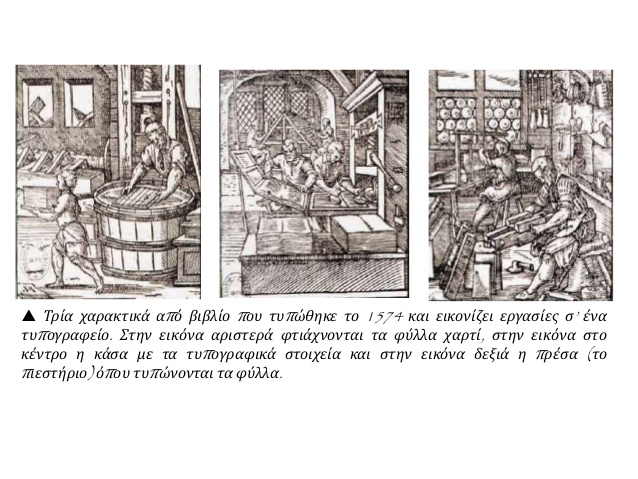 ▲ Τρία χαρακτικά από βιβλίο που τυπώθηκε το 1574 και εικονίζει εργασίες σ' ένα
τυπογραφείο. Στην εικόνα αριστερά φτιάχνονται τα φύλλα χαρτί, στην εικόνα στο
κέντρο η κάσα με τα τυπογραφικά στοιχεία και στην εικόνα δεξιά η πρέσα (το
πιεστήριο) όπου τυπώνονται τα φύλλα.